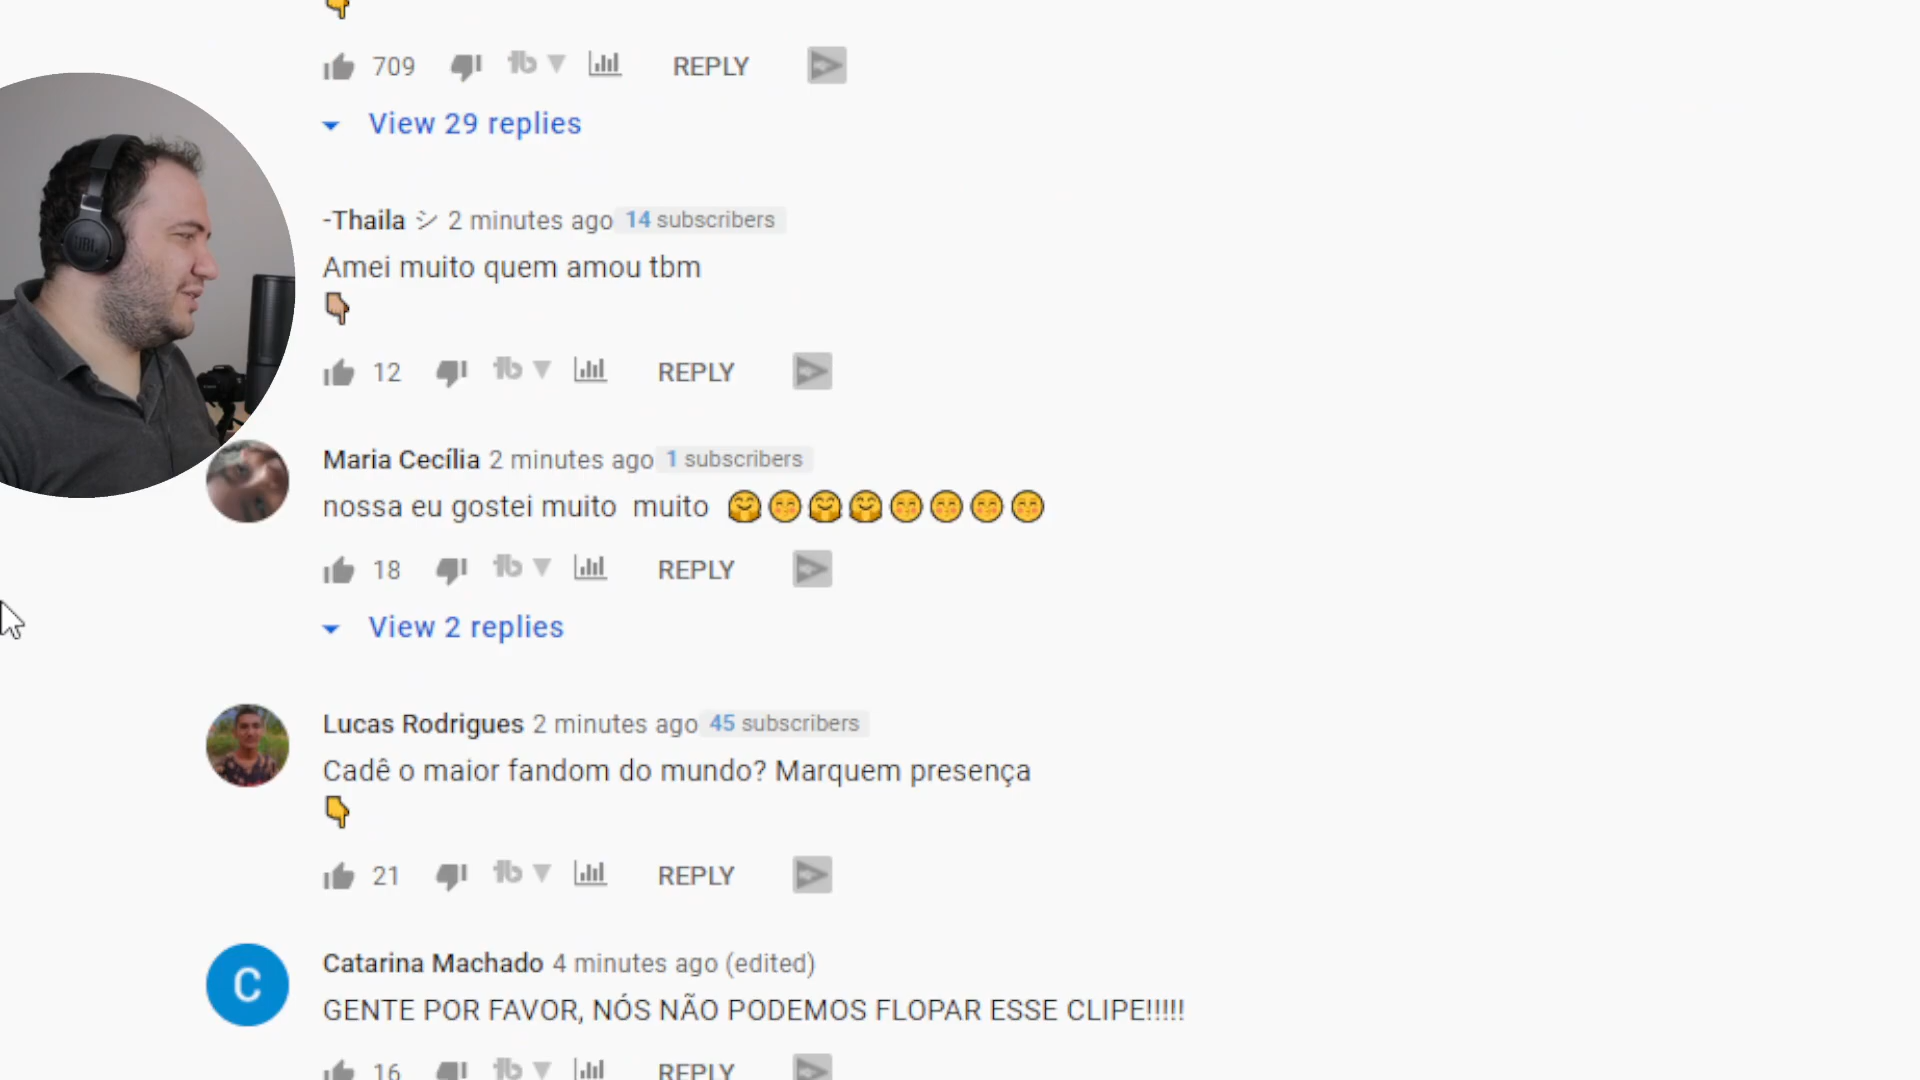 👇
709 REPLY
View 29 replies
-Thaila シ 2 minutes ago 14 subscribers
Amei muito quem amou tbm
👇🏼
12 REPLY
Maria Cecília 2 minutes ago 1 subscribers
nossa eu gostei muito  muito  🤗😊🤗🤗😊😊😊😊
18 REPLY
View 2 replies
Lucas Rodrigues 2 minutes ago 45 subscribers
Cadê o maior fandom do mundo? Marquem presença
👇
21 REPLY
C
Catarina Machado 4 minutes ago (edited)
GENTE POR FAVOR, NÓS NÃO PODEMOS FLOPAR ESSE CLIPE!!!!!
16 REPLY
JBL